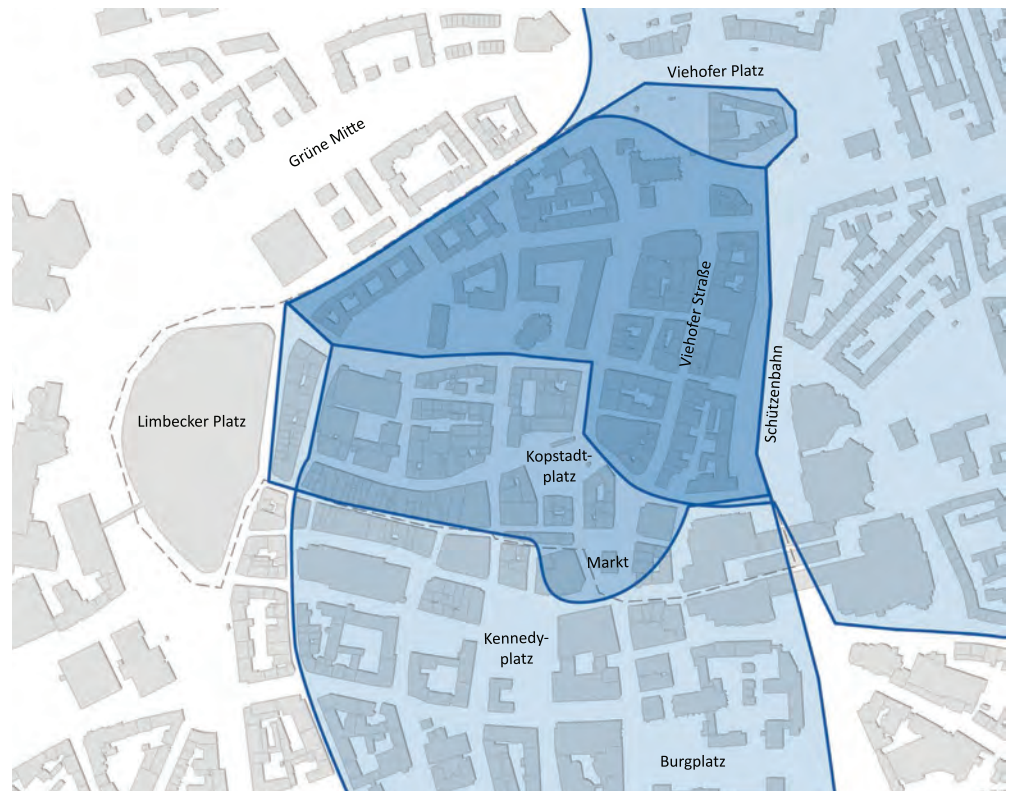 Viehofer Platz
Grüne Mitte
Viehofer Straße
Schützenbahn
Limbecker Platz
Kopstadt-
platz
Markt
Kennedy-
platz
Burgplatz